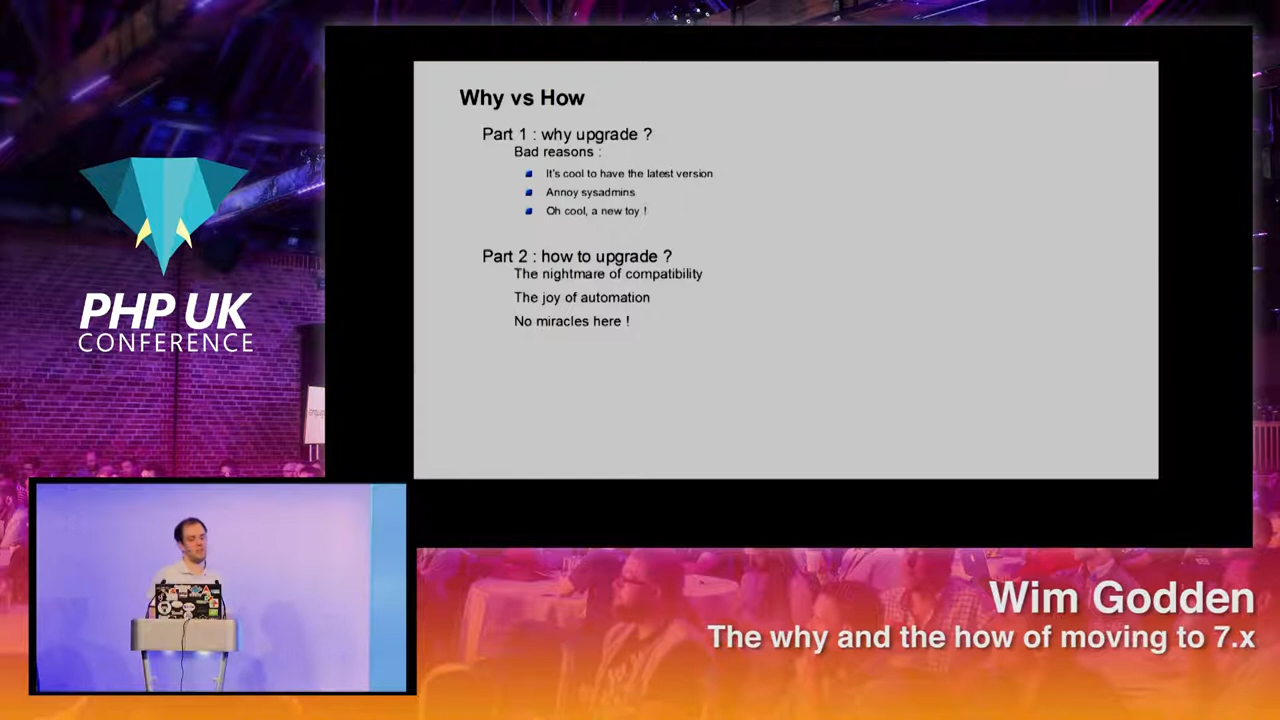 Why vs How
Part 1 : why upgrade ?
Bad reasons :
It's cool to have the latest version
Annoy sysadmins
Oh cool, a new toy !
Part 2 : how to upgrade ?
The nightmare of compatibility
The joy of automation
No miracles here !
PHP UK
CONFERENCE
Wim Godden
The why and the how of moving to 7.x